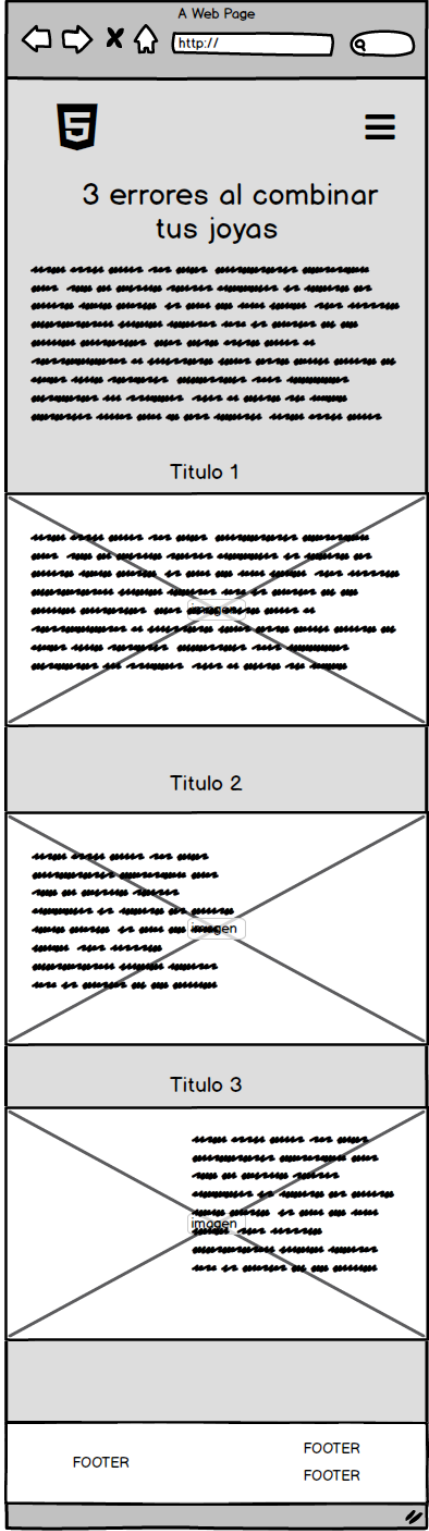 A Web Page
http://
3 errores al combinar
tus joyas
Titulo 1
imagen
Titulo 2
imagen
Titulo 3
imagen
FOOTER
FOOTER
FOOTER